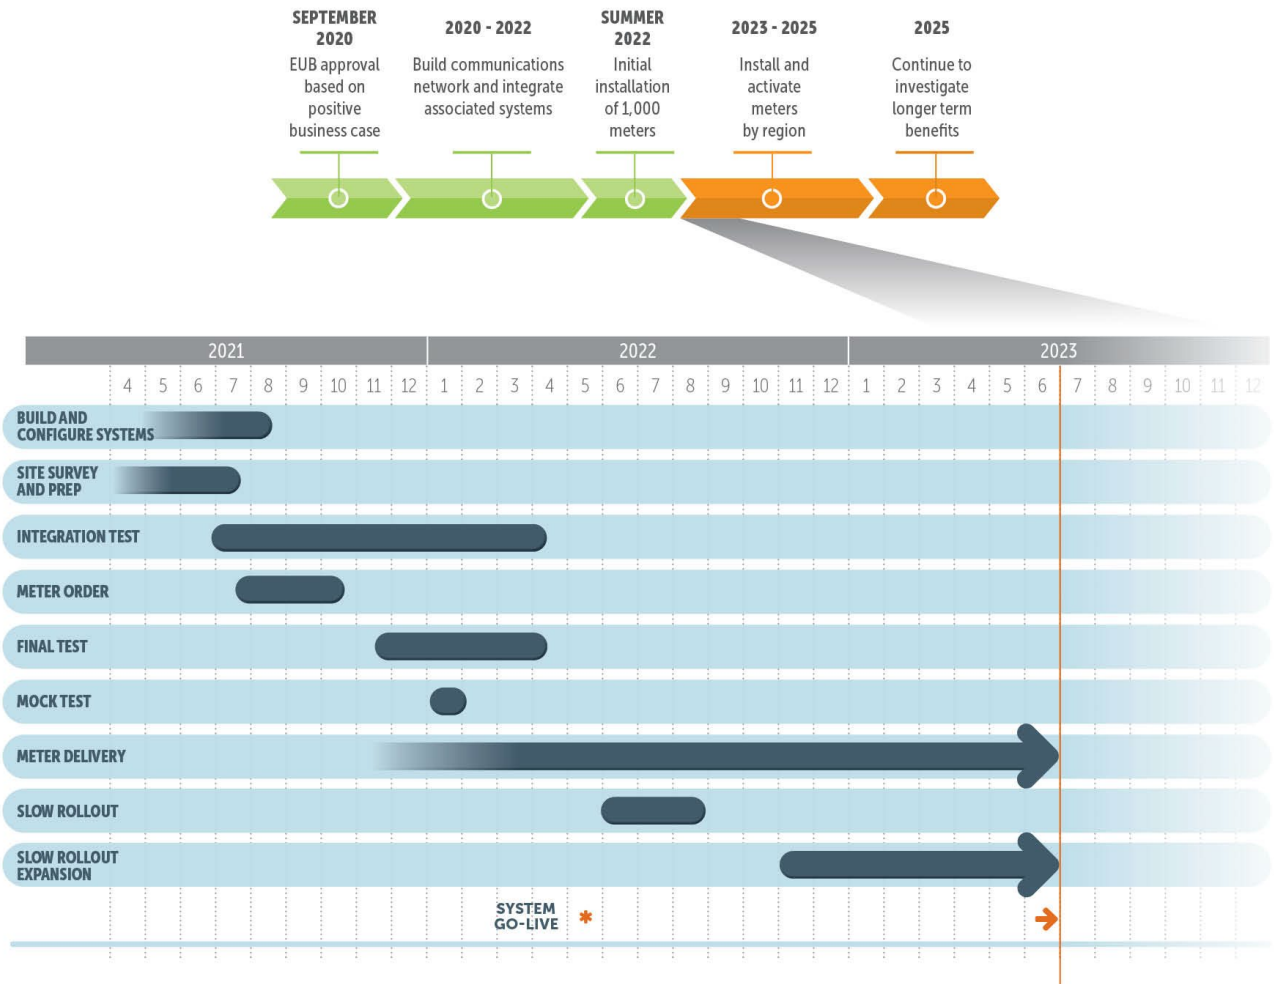 SEPTEMBER
2020
EUB approval
based on
positive
business case
2020 - 2022
Build communications
network and integrate
associated systems
SUMMER
2022
Initial
installation
of 1,000
meters
2023 - 2025
Install and
activate
meters
by region
2025
Continue to
investigate
longer term
benefits
2021 2022 2023
4 5 6 7 8 9 10 11 12 1 2 3 4 5 6 7 8 9 10 11 12 1 2 3 4 5 6 7 8 9 10 11 12
BUILD AND
CONFIGURE SYSTEMS
SITE SURVEY
AND PREP
INTEGRATION TEST
METER ORDER
FINAL TEST
MOCK TEST
METER DELIVERY
SLOW ROLLOUT
SLOW ROLLOUT
EXPANSION
SYSTEM
GO-LIVE *